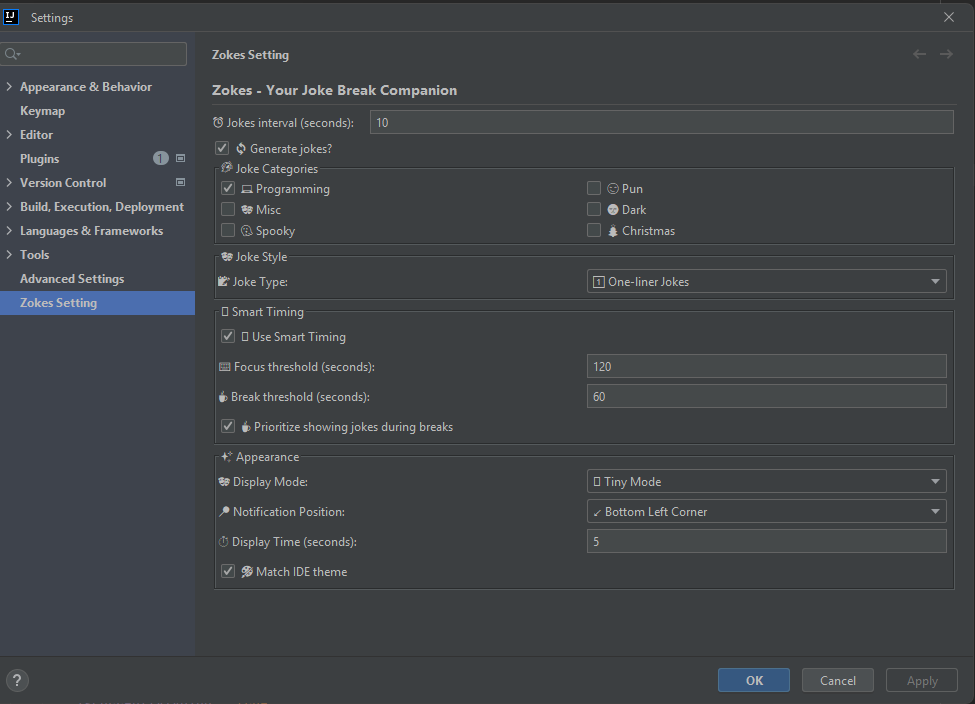 IJ Settings
Zokes Setting
Appearance & Behavior
Keymap
Editor
Plugins 1
Version Control
Build, Execution, Deployment
Languages & Frameworks
Tools
Advanced Settings
Zokes Setting
Zokes - Your Joke Break Companion
Jokes interval (seconds): 10
Generate jokes?
Joke Categories
Programming Pun
Misc Dark
Spooky Christmas
Joke Style
Joke Type: 1 One-liner Jokes
Smart Timing
Use Smart Timing
Focus threshold (seconds): 120
Break threshold (seconds): 60
Prioritize showing jokes during breaks
Appearance
Display Mode: Tiny Mode
Notification Position: Bottom Left Corner
Display Time (seconds): 5
Match IDE theme
? OK Cancel Apply